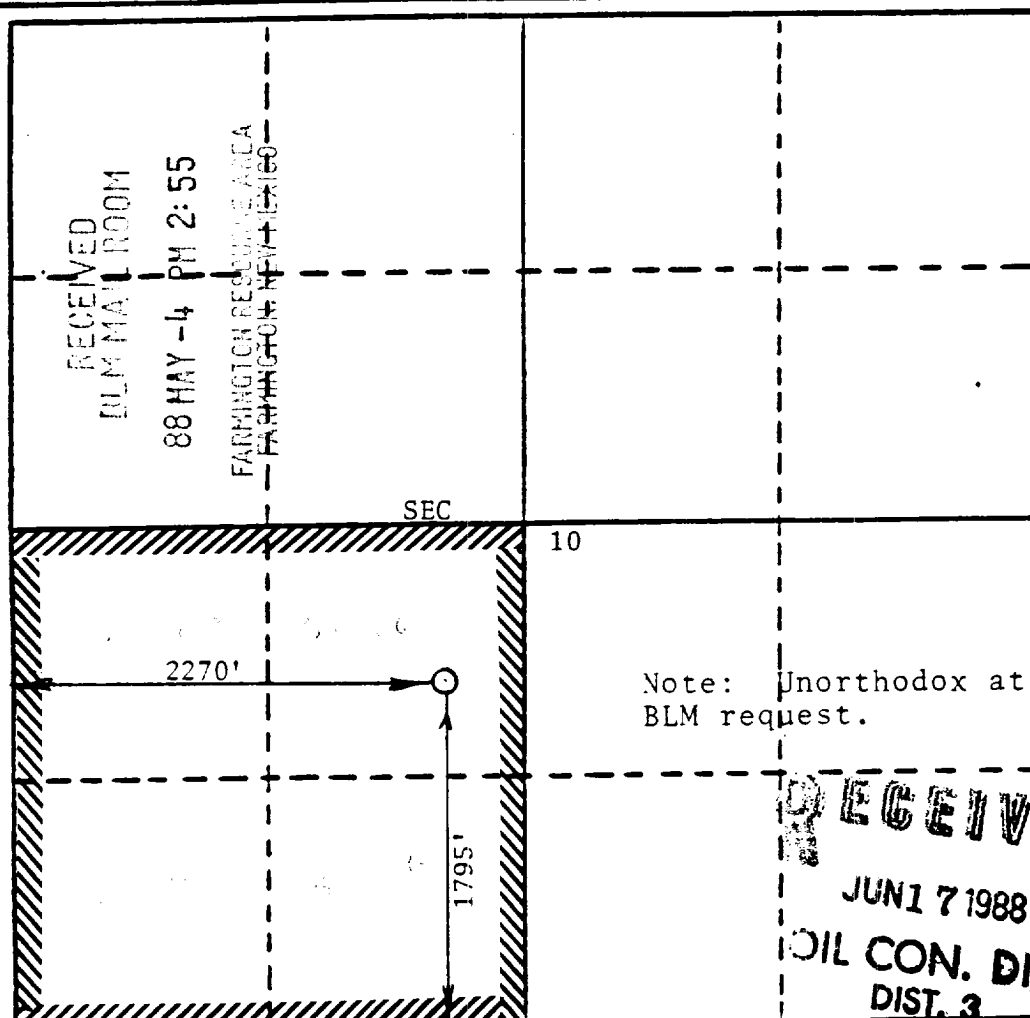 RECEIVED
BLM MAIL ROOM
88 MAY -4 PM 2:55
FARMINGTON RESOURCE AREA
FARMINGTON, NEW MEXICO
SEC
10
2270'
Note: Unorthodox at
BLM request.
1795'
RECEIV
JUN 17 1988
OIL CON. DI
DIST. 3